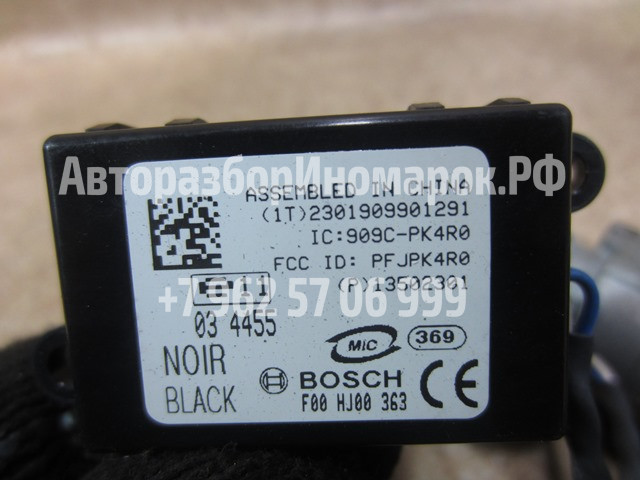 АвторазборИномарок.РФ
ASSEMBLED IN CHINA
(1T)2301909901291
IC:909C-PK4R0
FCC ID: PFJPK4R0
(P)13502301
+7 962 57 06 999
11
03 4455
MIC
369
NOIR
BLACK
BOSCH
F00 HJ00 363
CE